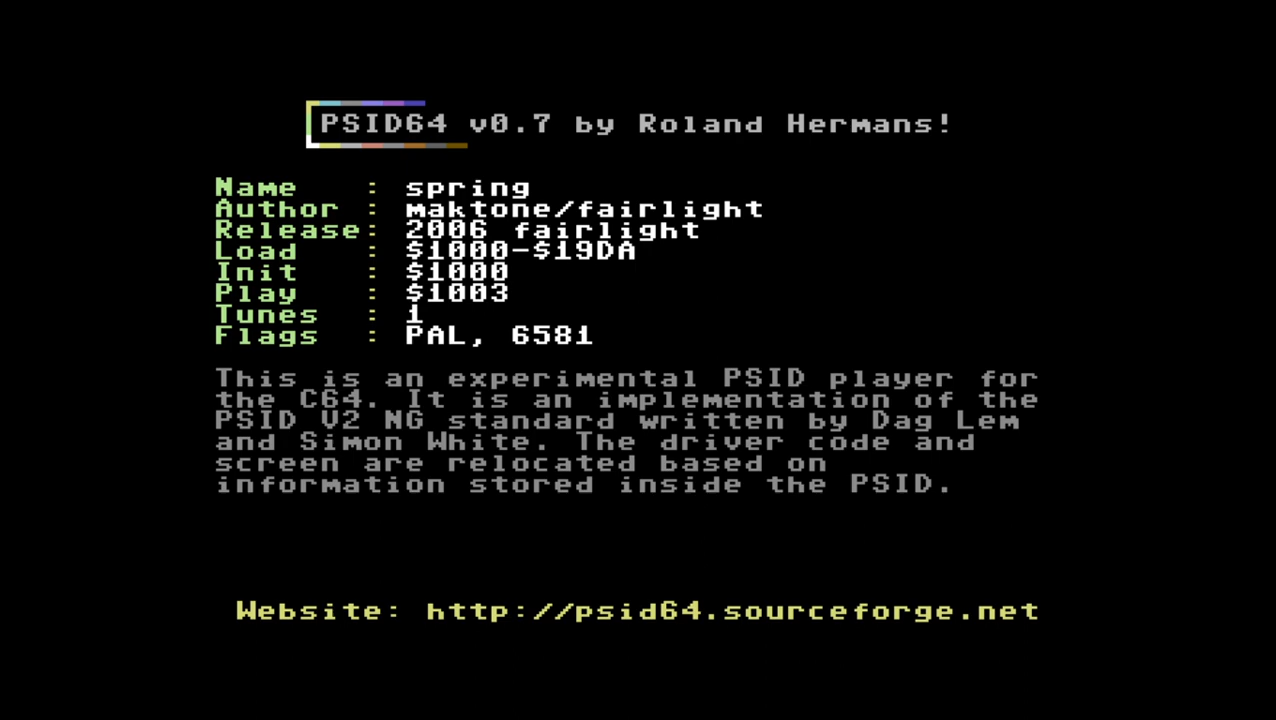 PSID64 v0.7 by Roland Hermans!
Name : spring
Author : maktone/fairlight
Release: 2006 fairlight
Load : $1000-$19DA
Init : $1000
Play : $1003
Tunes : 1
Flags : PAL, 6581
This is an experimental PSID player for
the C64. It is an implementation of the
PSID V2 NG standard written by Dag Lem
and Simon White. The driver code and
screen are relocated based on
information stored inside the PSID.
Website: http://psid64.sourceforge.net